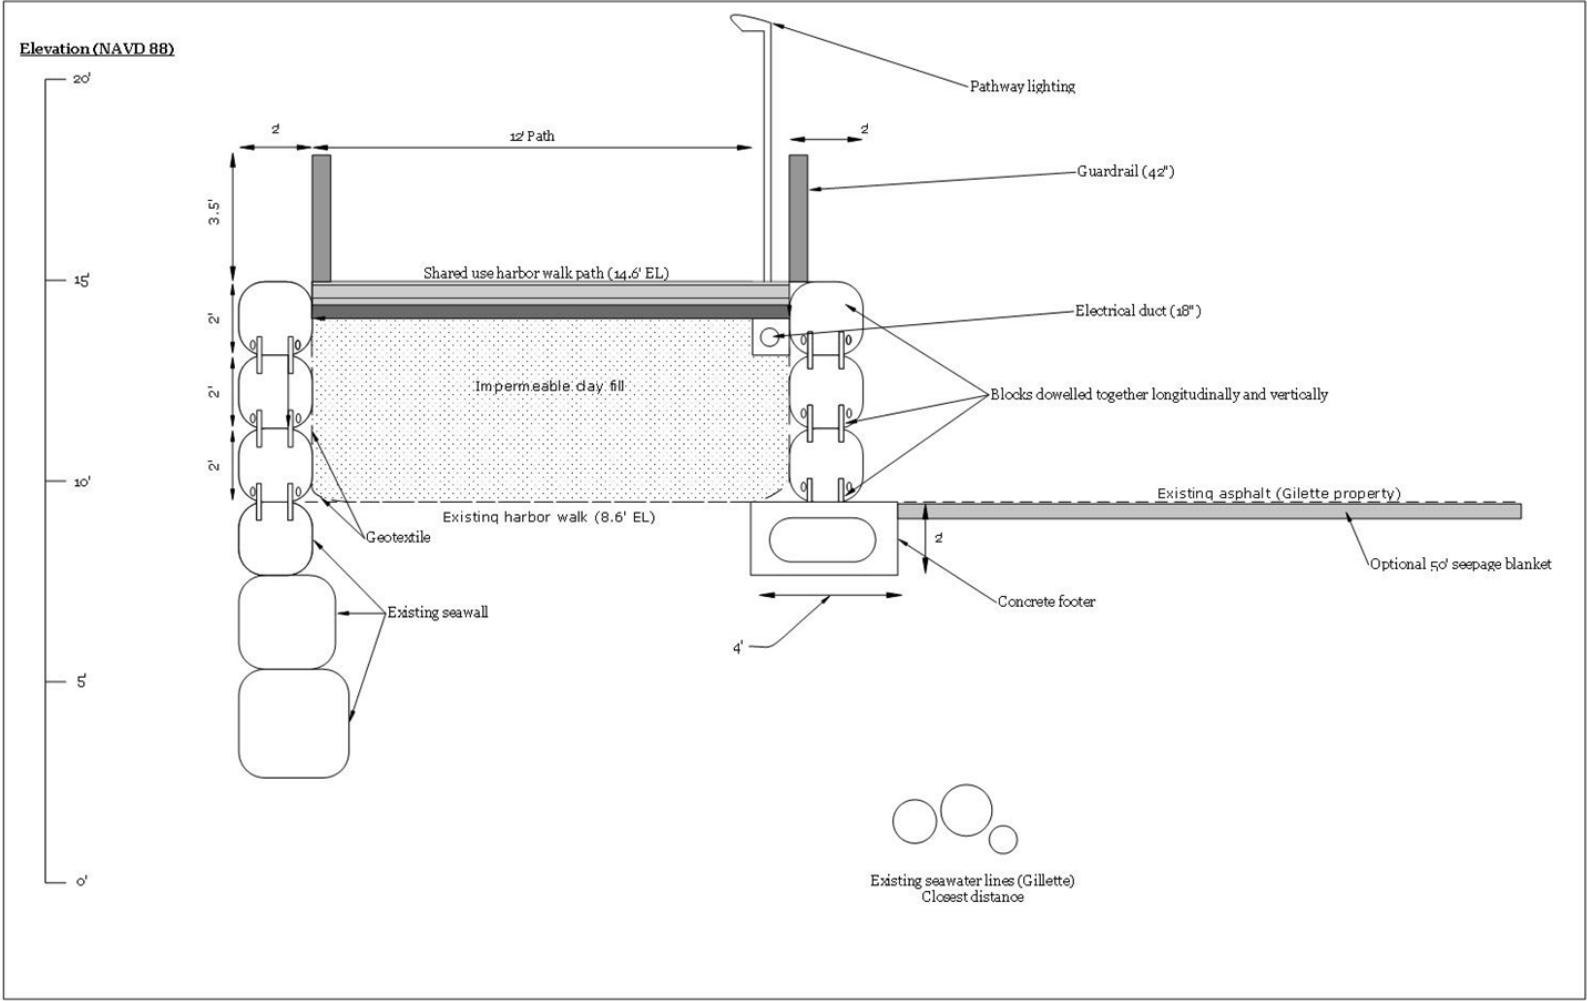 Elevation (NAVD 88)
20'
Pathway lighting
2'
12' Path
2'
Guardrail (42")
3.5'
Shared use harbor walk path (14.6' EL)
15'
2'
Electrical duct (18")
Impermeable clay fill
2'
Blocks dowelled together longitudinally and vertically
2'
10'
Existing asphalt (Gilette property)
Existing harbor walk (8.6' EL)
Geotextile
2'
Optional 50' seepage blanket
Concrete footer
Existing seawall
4'
5'
0'
Existing seawater lines (Gillette)
Closest distance